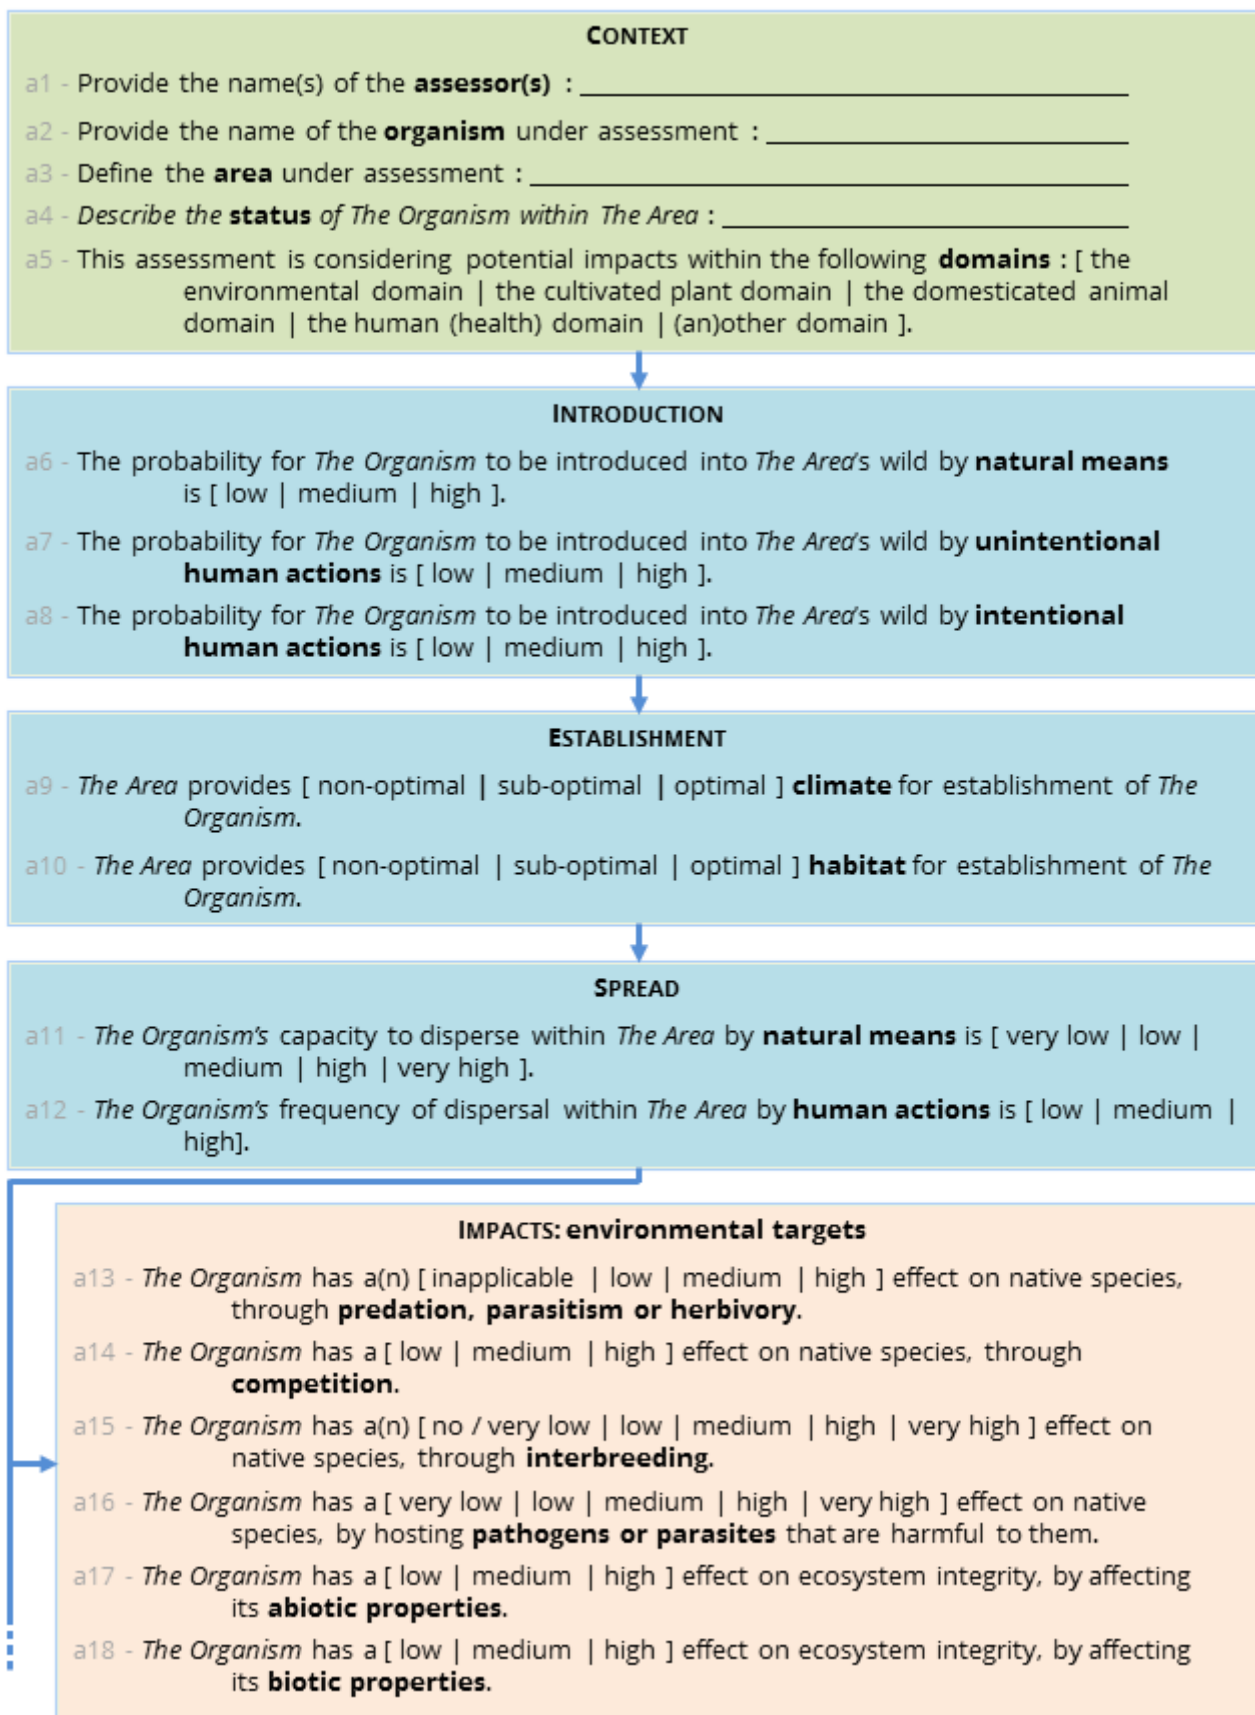 CONTEXT
a1 - Provide the name(s) of the assessor(s) : ___
a2 - Provide the name of the organism under assessment : ___
a3 - Define the area under assessment : ___
a4 - Describe the status of The Organism within The Area : ___
a5 - This assessment is considering potential impacts within the following domains : [ the
environmental domain | the cultivated plant domain | the domesticated animal
domain | the human (health) domain | (an)other domain ].
INTRODUCTION
a6 - The probability for The Organism to be introduced into The Area's wild by natural means
is [ low | medium | high ].
a7 - The probability for The Organism to be introduced into The Area's wild by unintentional
human actions is [ low | medium | high ].
a8 - The probability for The Organism to be introduced into The Area's wild by intentional
human actions is [ low | medium | high ].
ESTABLISHMENT
a9 - The Area provides [ non-optimal | sub-optimal | optimal ] climate for establishment of The
Organism.
a10 - The Area provides [ non-optimal | sub-optimal | optimal ] habitat for establishment of The
Organism.
SPREAD
a11 - The Organism's capacity to disperse within The Area by natural means is [ very low | low |
medium | high | very high ].
a12 - The Organism's frequency of dispersal within The Area by human actions is [ low | medium |
high].
IMPACTS: environmental targets
a13 - The Organism has a(n) [ inapplicable | low | medium | high ] effect on native species,
through predation, parasitism or herbivory.
a14 - The Organism has a [ low | medium | high ] effect on native species, through
competition.
a15 - The Organism has a(n) [ no / very low | low | medium | high | very high ] effect on
native species, through interbreeding.
a16 - The Organism has a [ very low | low | medium | high | very high ] effect on native
species, by hosting pathogens or parasites that are harmful to them.
a17 - The Organism has a [ low | medium | high ] effect on ecosystem integrity, by affecting
its abiotic properties.
a18 - The Organism has a [ low | medium | high ] effect on ecosystem integrity, by affecting
its biotic properties.